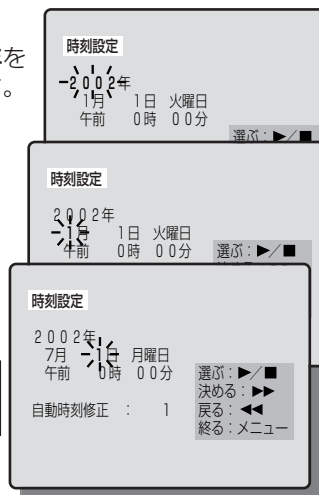 を
。
時刻設定
2002年
1月 1日 火曜日
午前 0時 00分
選ぶ：▶／■
時刻設定
2002年
1月 1日 火曜日
午前 0時 00分
選ぶ：▶／■
時刻設定
2002年
7月 1日 月曜日
午前 0時 00分
自動時刻修正 ： 1
選ぶ：▶／■
決める：▶▶
戻る：◀◀
終る：メニュー